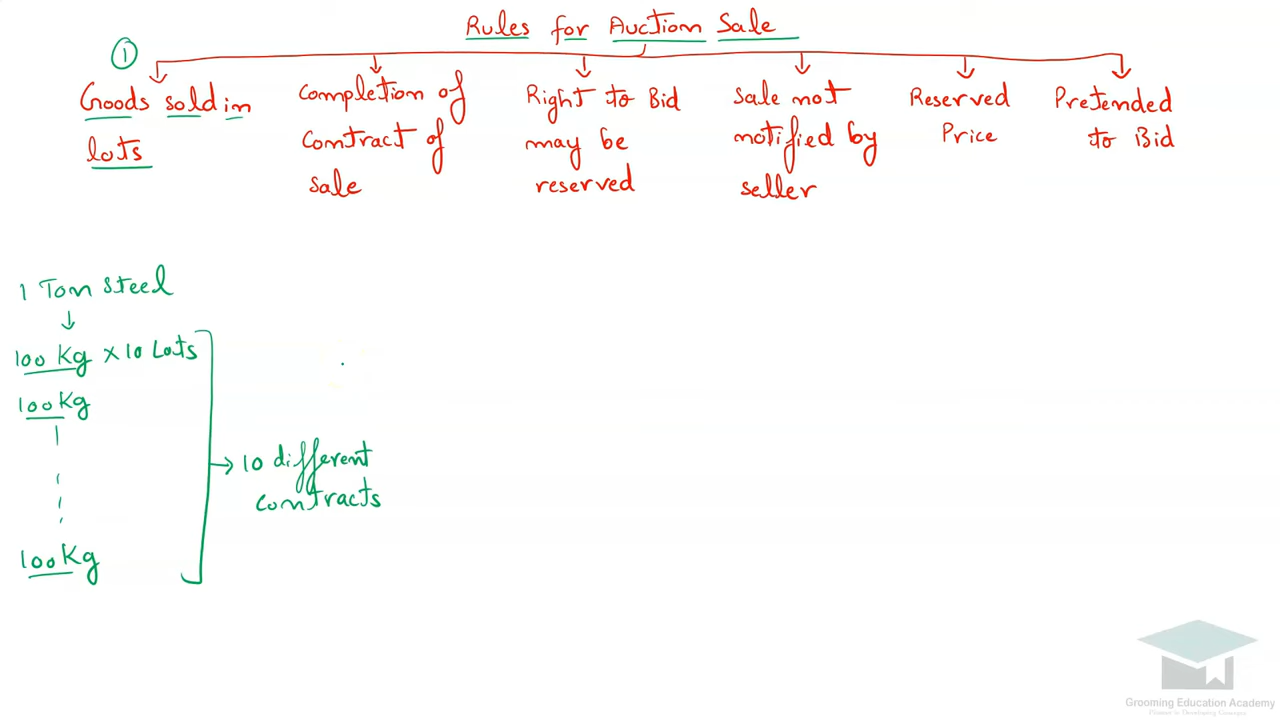 Rules for Auction Sale
①
Goods sold in
lots
Completion of
Contract of
sale
Right to Bid
may be
reserved
Sale not
notified by
seller
Reserved
Price
Pretended
to Bid
1 Ton steel
100 Kg × 10 Lots
100 Kg
100 Kg
→ 10 different
contracts
Grooming Education Academy